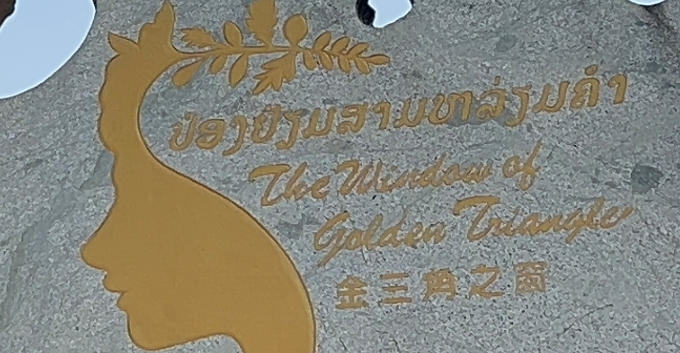 ປ່ອງຢ້ຽມສາມຫລ່ຽມຄຳ
The Window of
Golden Triangle
金三角之窗